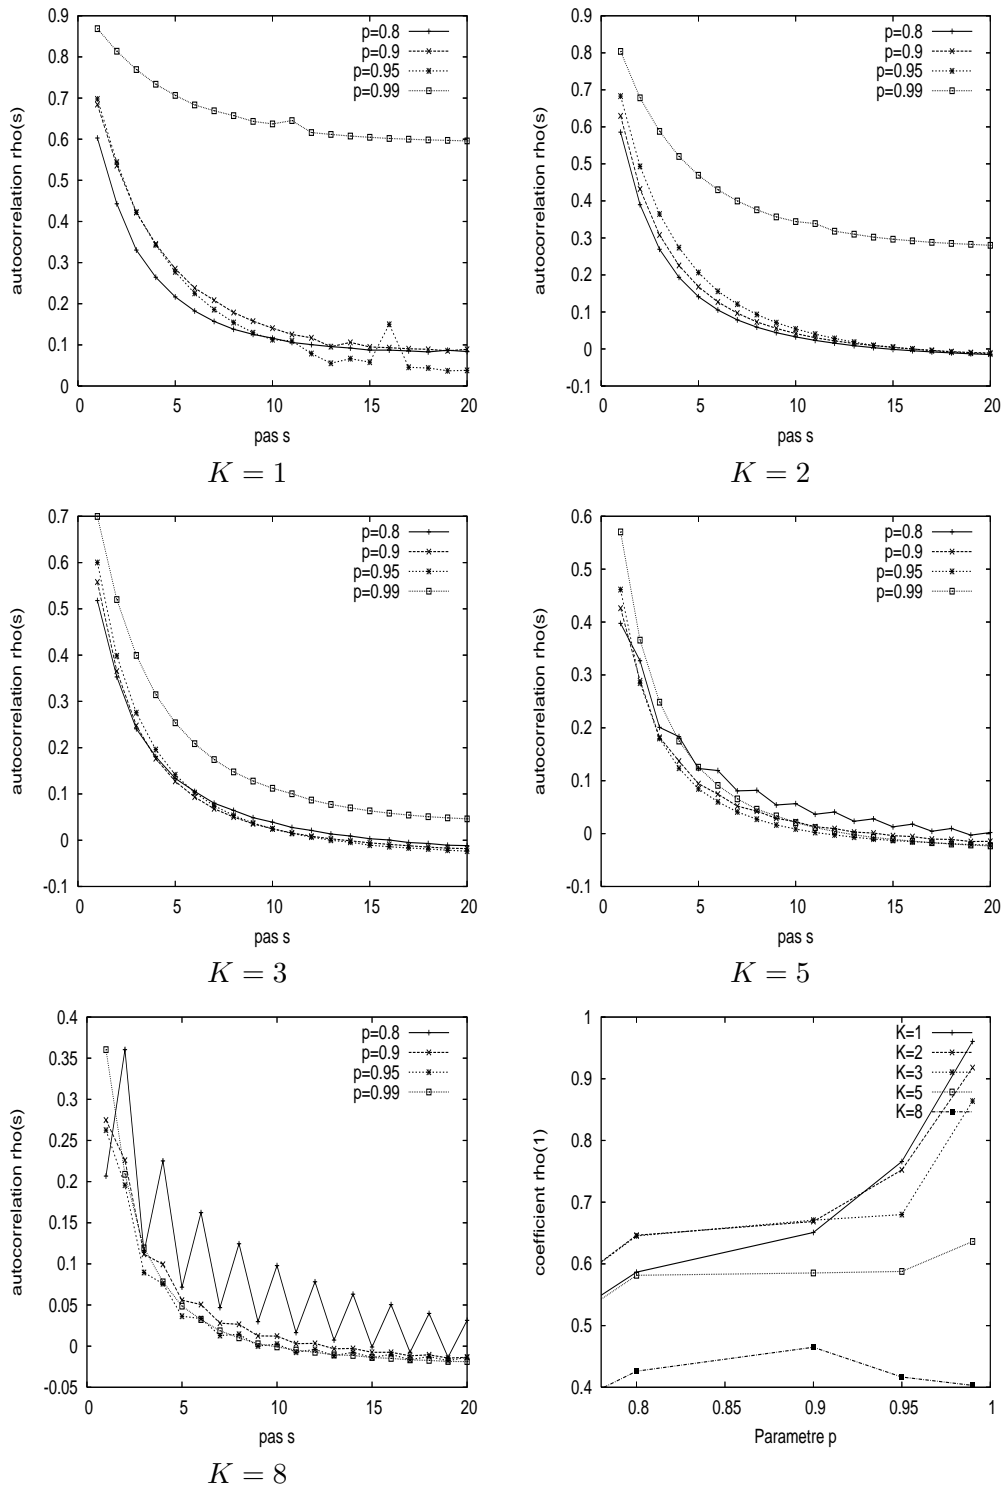 0.9
0.8
0.7
0.6
0.5
0.4
0.3
0.2
0.1
0
autocorrelation rho(s)
p=0.8
p=0.9
p=0.95
p=0.99
0 5 10 15 20
pas s
K = 1
0.9
0.8
0.7
0.6
0.5
0.4
0.3
0.2
0.1
0
-0.1
autocorrelation rho(s)
p=0.8
p=0.9
p=0.95
p=0.99
0 5 10 15 20
pas s
K = 2
0.7
0.6
0.5
0.4
0.3
0.2
0.1
0
-0.1
autocorrelation rho(s)
p=0.8
p=0.9
p=0.95
p=0.99
0 5 10 15 20
pas s
K = 3
0.6
0.5
0.4
0.3
0.2
0.1
0
-0.1
autocorrelation rho(s)
p=0.8
p=0.9
p=0.95
p=0.99
0 5 10 15 20
pas s
K = 5
0.4
0.35
0.3
0.25
0.2
0.15
0.1
0.05
0
-0.05
autocorrelation rho(s)
p=0.8
p=0.9
p=0.95
p=0.99
0 5 10 15 20
pas s
K = 8
1
0.9
0.8
0.7
0.6
0.5
0.4
coefficient rho(1)
K=1
K=2
K=3
K=5
K=8
0.8 0.85 0.9 0.95 1
Parametre p